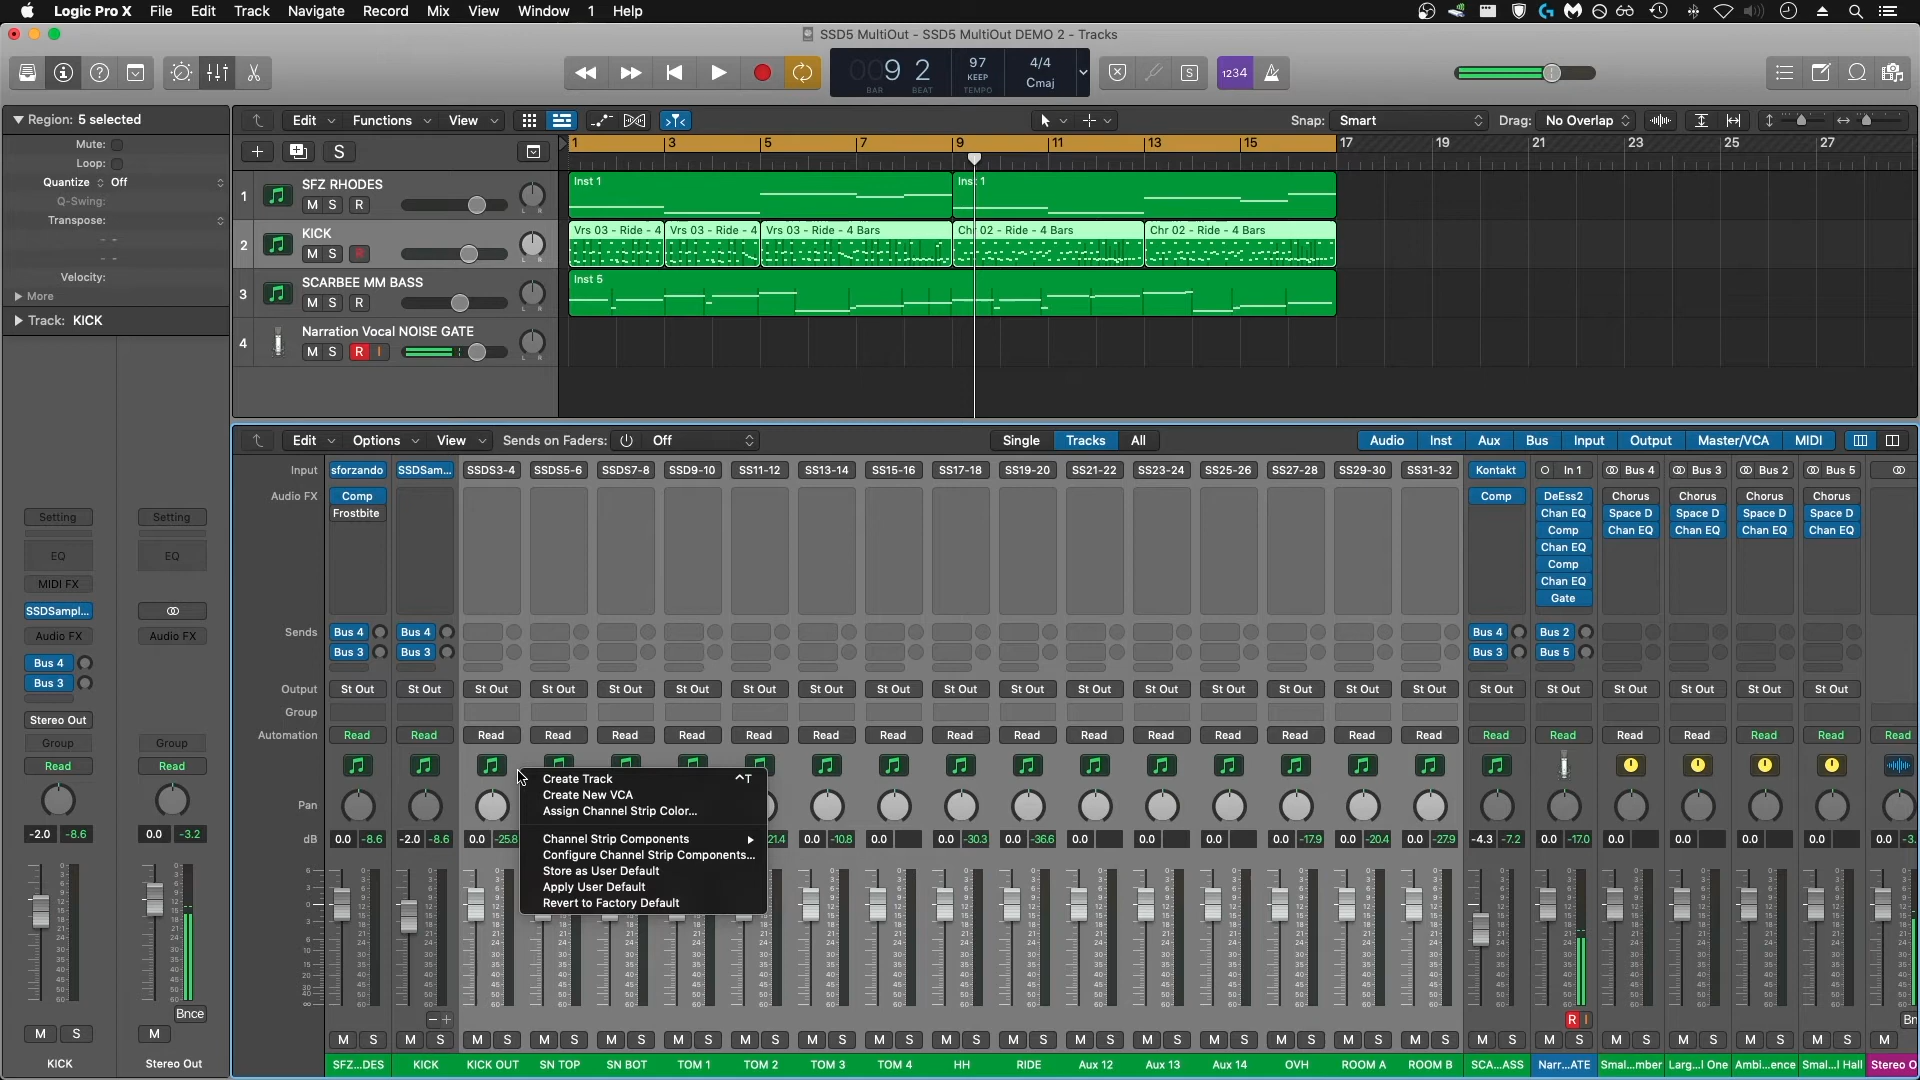 Logic Pro X File Edit Track Navigate Record Mix View Window 1 Help
SSD5 MultiOut - SSD5 MultiOut DEMO 2 - Tracks
9 2 97 4/4
KEEP Cmaj
BAR BEAT TEMPO
S 1234
Region: 5 selected
Mute:
Loop:
Quantize Off
Q-Swing:
Transpose:
Velocity:
More
Track: KICK
Edit Functions View
Snap: Smart Drag: No Overlap
S
1 3 5 7 9 11 13 15 17 19 21 23 25 27
1 SFZ RHODES
M S R L R
Inst 1 Inst 1
2 KICK
M S R L R
Vrs 03 - Ride - 4 Vrs 03 - Ride - 4 Vrs 03 - Ride - 4 Bars Chr 02 - Ride - 4 Bars Chr 02 - Ride - 4 Bars
3 SCARBEE MM BASS
M S R L R
Inst 5
4 Narration Vocal NOISE GATE
M S R I L R
Edit Options View Sends on Faders: Off Single Tracks All Audio Inst Aux Bus Input Output Master/VCA MIDI
Input sforzando SSDSam... SSDS3-4 SSDS5-6 SSDS7-8 SSD9-10 SS11-12 SS13-14 SS15-16 SS17-18 SS19-20 SS21-22 SS23-24 SS25-26 SS27-28 SS29-30 SS31-32 Kontakt In 1 Bus 4 Bus 3 Bus 2 Bus 5
Audio FX Comp Comp DeEss2 Chorus Chorus Chorus Chorus
Frostbite Chan EQ Space D Space D Space D Space D
Comp Chan EQ Chan EQ Chan EQ Chan EQ
Chan EQ
Comp
Chan EQ
Gate
Sends Bus 4 Bus 4 Bus 4 Bus 2
Bus 3 Bus 3 Bus 3 Bus 5
Output St Out St Out St Out St Out St Out St Out St Out St Out St Out St Out St Out St Out St Out St Out St Out St Out St Out St Out St Out St Out St Out St Out St Out
Group
Automation Read Read Read Read Read Read Read Read Read Read Read Read Read Read Read Read Read Read Read Read Read Read Read Read
Pan
dB 0.0 -8.6 -2.0 -8.6 0.0 -25.8 21.4 0.0 -10.8 0.0 0.0 -30.3 0.0 -36.6 0.0 0.0 0.0 0.0 -17.9 0.0 -20.4 0.0 -27.9 -4.3 -7.2 0.0 -17.0 0.0 0.0 0.0 0.0 0.0 -3.
Create Track ^T
Create New VCA
Assign Channel Strip Color...
Channel Strip Components
Configure Channel Strip Components...
Store as User Default
Apply User Default
Revert to Factory Default
R I Bn
M S M S M S M S M S M S M S M S M S M S M S M S M S M S M S M S M S M S M S M S M S M S M S M
SFZ...DES KICK KICK OUT SN TOP SN BOT TOM 1 TOM 2 TOM 3 TOM 4 HH RIDE Aux 12 Aux 13 Aux 14 OVH ROOM A ROOM B SCA...ASS Narr...ATE Smal...mber Larg...l One Ambi...ence Smal...l Hall Stereo O
Setting Setting
EQ EQ
MIDI FX
SSDSampl...
Audio FX Audio FX
Bus 4
Bus 3
Stereo Out
Group Group
Read Read
-2.0 -8.6 0.0 -3.2
Bnce
M S M
KICK Stereo Out